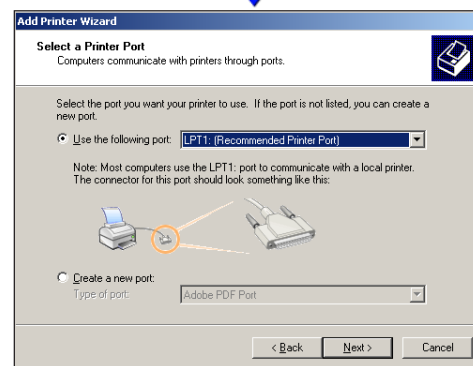 Add Printer Wizard
Select a Printer Port
Computers communicate with printers through ports.
Select the port you want your printer to use. If the port is not listed, you can create a
new port.
Use the following port: LPT1: (Recommended Printer Port)
Note: Most computers use the LPT1: port to communicate with a local printer.
The connector for this port should look something like this:
Create a new port:
Type of port: Adobe PDF Port
< Back Next > Cancel